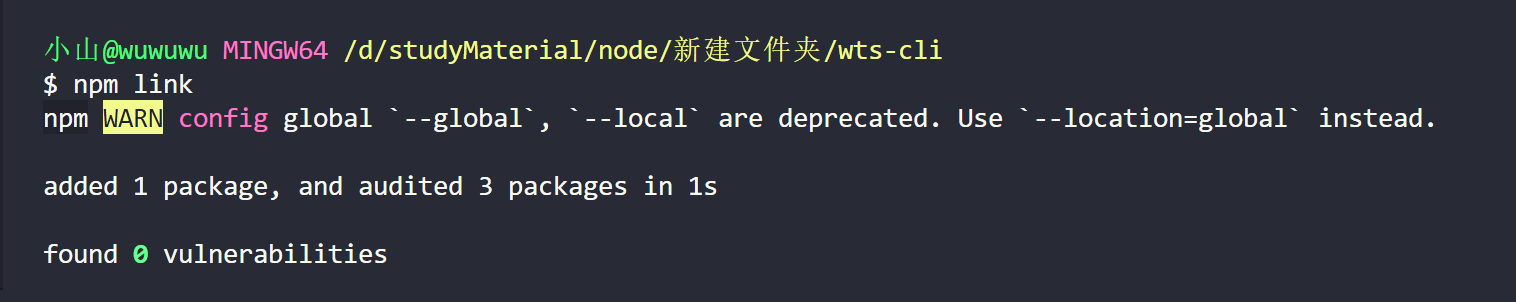 小山@wuwuwu MINGW64 /d/studyMaterial/node/新建文件夹/wts-cli
$ npm link
npm WARN config global `--global`, `--local` are deprecated. Use `--location=global` instead.
added 1 package, and audited 3 packages in 1s
found 0 vulnerabilities